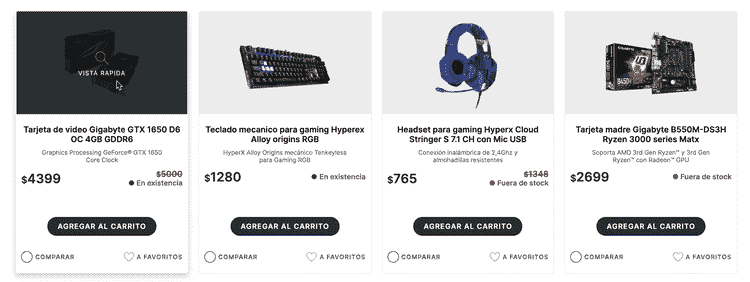 VISTA RAPIDA
Tarjeta de video Gigabyte GTX 1650 D6
OC 4GB GDDR6
Graphics Processing GeForce® GTX 1650
Core Clock
$4399
$5000
En existencia
AGREGAR AL CARRITO
COMPARAR
A FAVORITOS
Teclado mecanico para gaming Hyperex
Alloy origins RGB
HyperX Alloy Origins mecánico Tenkeyless
para Gaming RGB
$1280
En existencia
AGREGAR AL CARRITO
COMPARAR
A FAVORITOS
Headset para gaming Hyperx Cloud
Stringer S 7.1 CH con Mic USB
Conexión inalámbrica de 2,4Ghz y
almohadillas resistentes
$765
$1348
Fuera de stock
AGREGAR AL CARRITO
COMPARAR
A FAVORITOS
GIGABYTE
B450M
Tarjeta madre Gigabyte B550M-DS3H
Ryzen 3000 series Matx
Soporta AMD 3rd Gen Ryzen™ y 3rd Gen
Ryzen™ con Radeon™ GPU
$2699
Fuera de stock
AGREGAR AL CARRITO
COMPARAR
A FAVORITOS